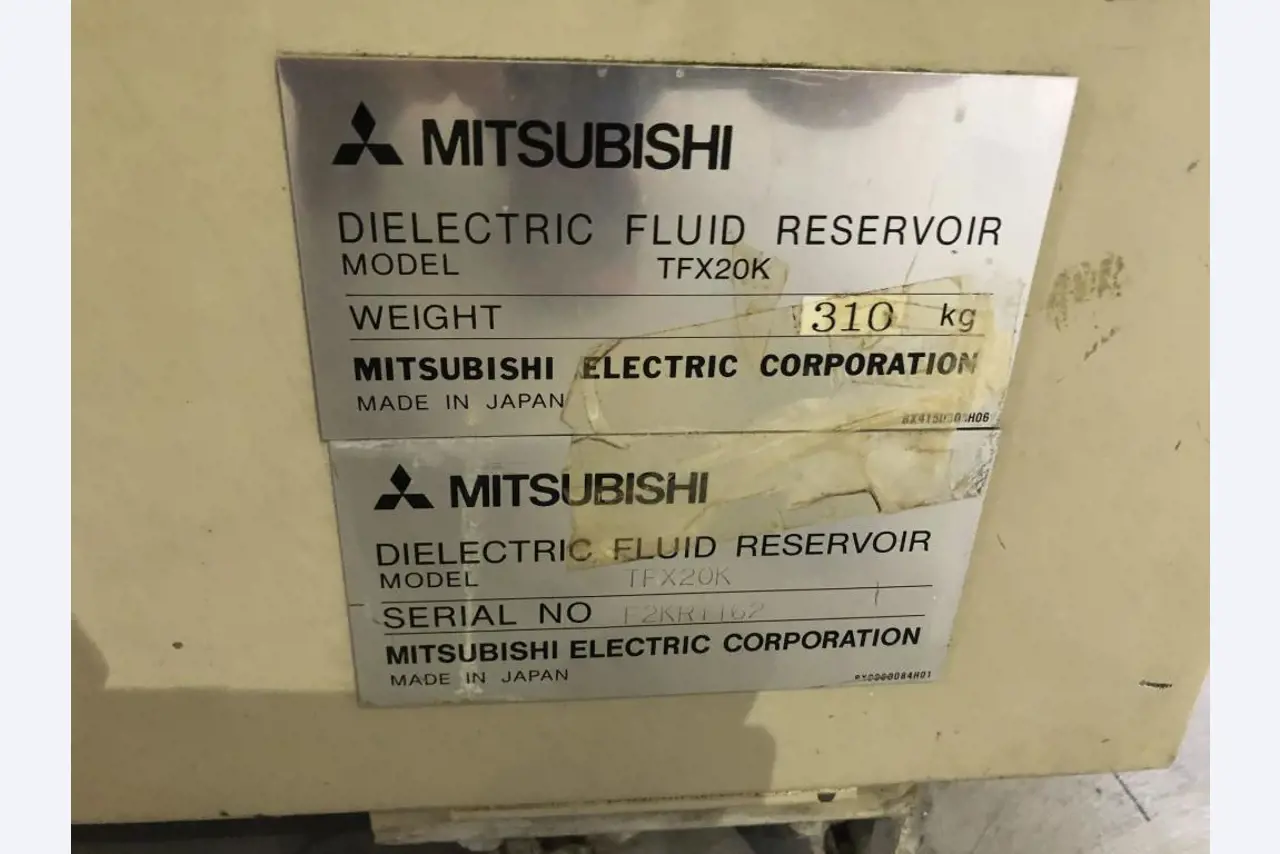 MITSUBISHI
DIELECTRIC FLUID RESERVOIR
MODEL TFX20K
WEIGHT 310 kg
MITSUBISHI ELECTRIC CORPORATION
MADE IN JAPAN
MITSUBISHI
DIELECTRIC FLUID RESERVOIR
MODEL TFX20K
SERIAL NO
MITSUBISHI ELECTRIC CORPORATION
MADE IN JAPAN